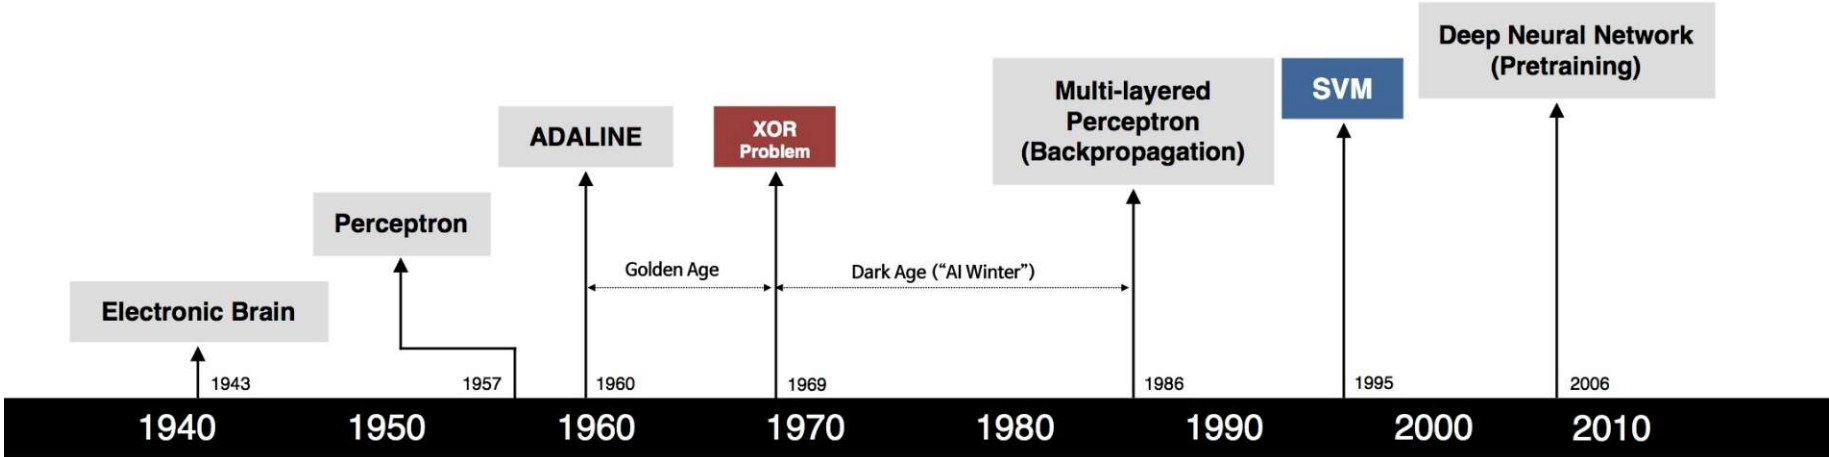 Deep Neural Network
(Pretraining)
Multi-layered
Perceptron
(Backpropagation)
SVM
ADALINE
XOR
Problem
Perceptron
Golden Age
Dark Age ("AI Winter")
Electronic Brain
1943
1957
1960
1969
1986
1995
2006
1940
1950
1960
1970
1980
1990
2000
2010